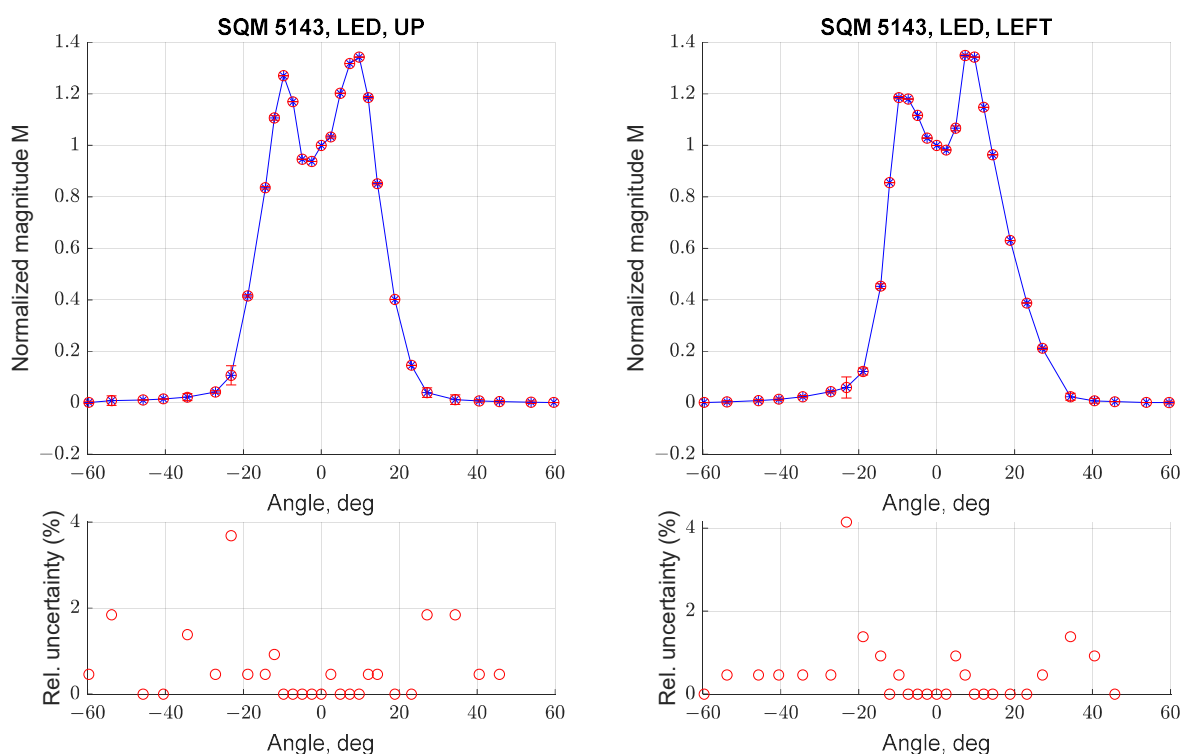 SQM 5143, LED, UP
Normalized magnitude M
1.4
1.2
1
0.8
0.6
0.4
0.2
0
−0.2
−60 −40 −20 0 20 40 60
Angle, deg
Rel. uncertainty (%)
4
2
0
−60 −40 −20 0 20 40 60
Angle, deg
SQM 5143, LED, LEFT
Normalized magnitude M
1.4
1.2
1
0.8
0.6
0.4
0.2
0
−0.2
−60 −40 −20 0 20 40 60
Angle, deg
Rel. uncertainty (%)
4
2
0
−60 −40 −20 0 20 40 60
Angle, deg